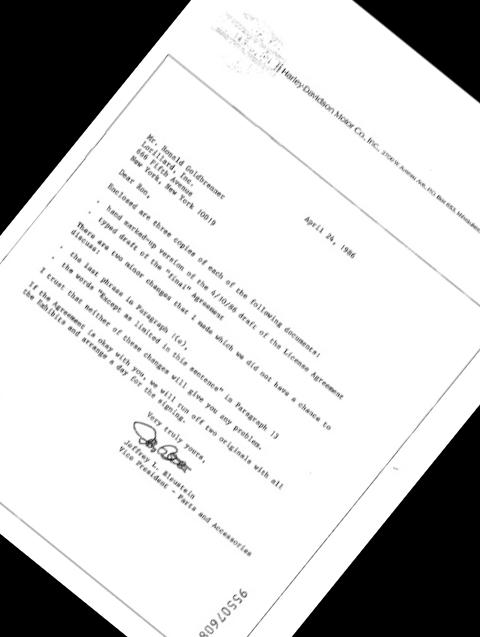 Harley-Davidson Motor Co., Inc.
April 24, 1986
Mr. Ronald Goldbrenner
Lorillard, Inc.
666 Fifth Avenue
New York, New York 10019
Dear Ron,
Enclosed are three copies of each of the following documents:
- hand marked-up version of the 4/10/86 draft of the License Agreement
- typed draft of the "final" Agreement
There are two minor changes that I made which we did not have a chance to
discuss:
- the last phrase in Paragraph
- the words "Except as limited in this sentence" in Paragraph 13
I trust that neither of these changes will give you any problem.
If the Agreement is okay with you, we will run off two originals with all
the Exhibits and arrange a day for the signing.
Very truly yours,
Jeffrey L. Bleustein
Vice President - Parts and Accessories
95507608